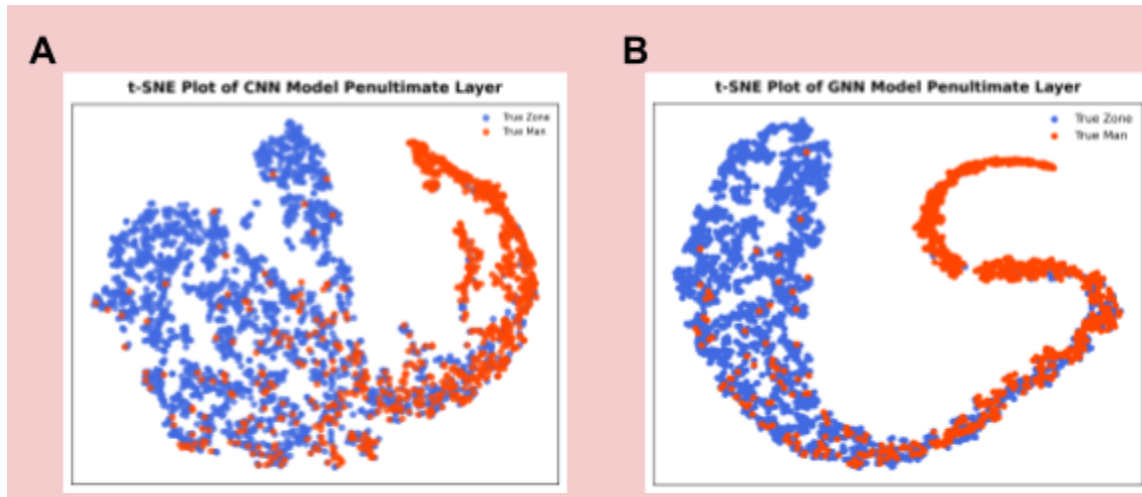 A
t-SNE Plot of CNN Model Penultimate Layer
True Zone
True Man
B
t-SNE Plot of GNN Model Penultimate Layer
True Zone
True Man